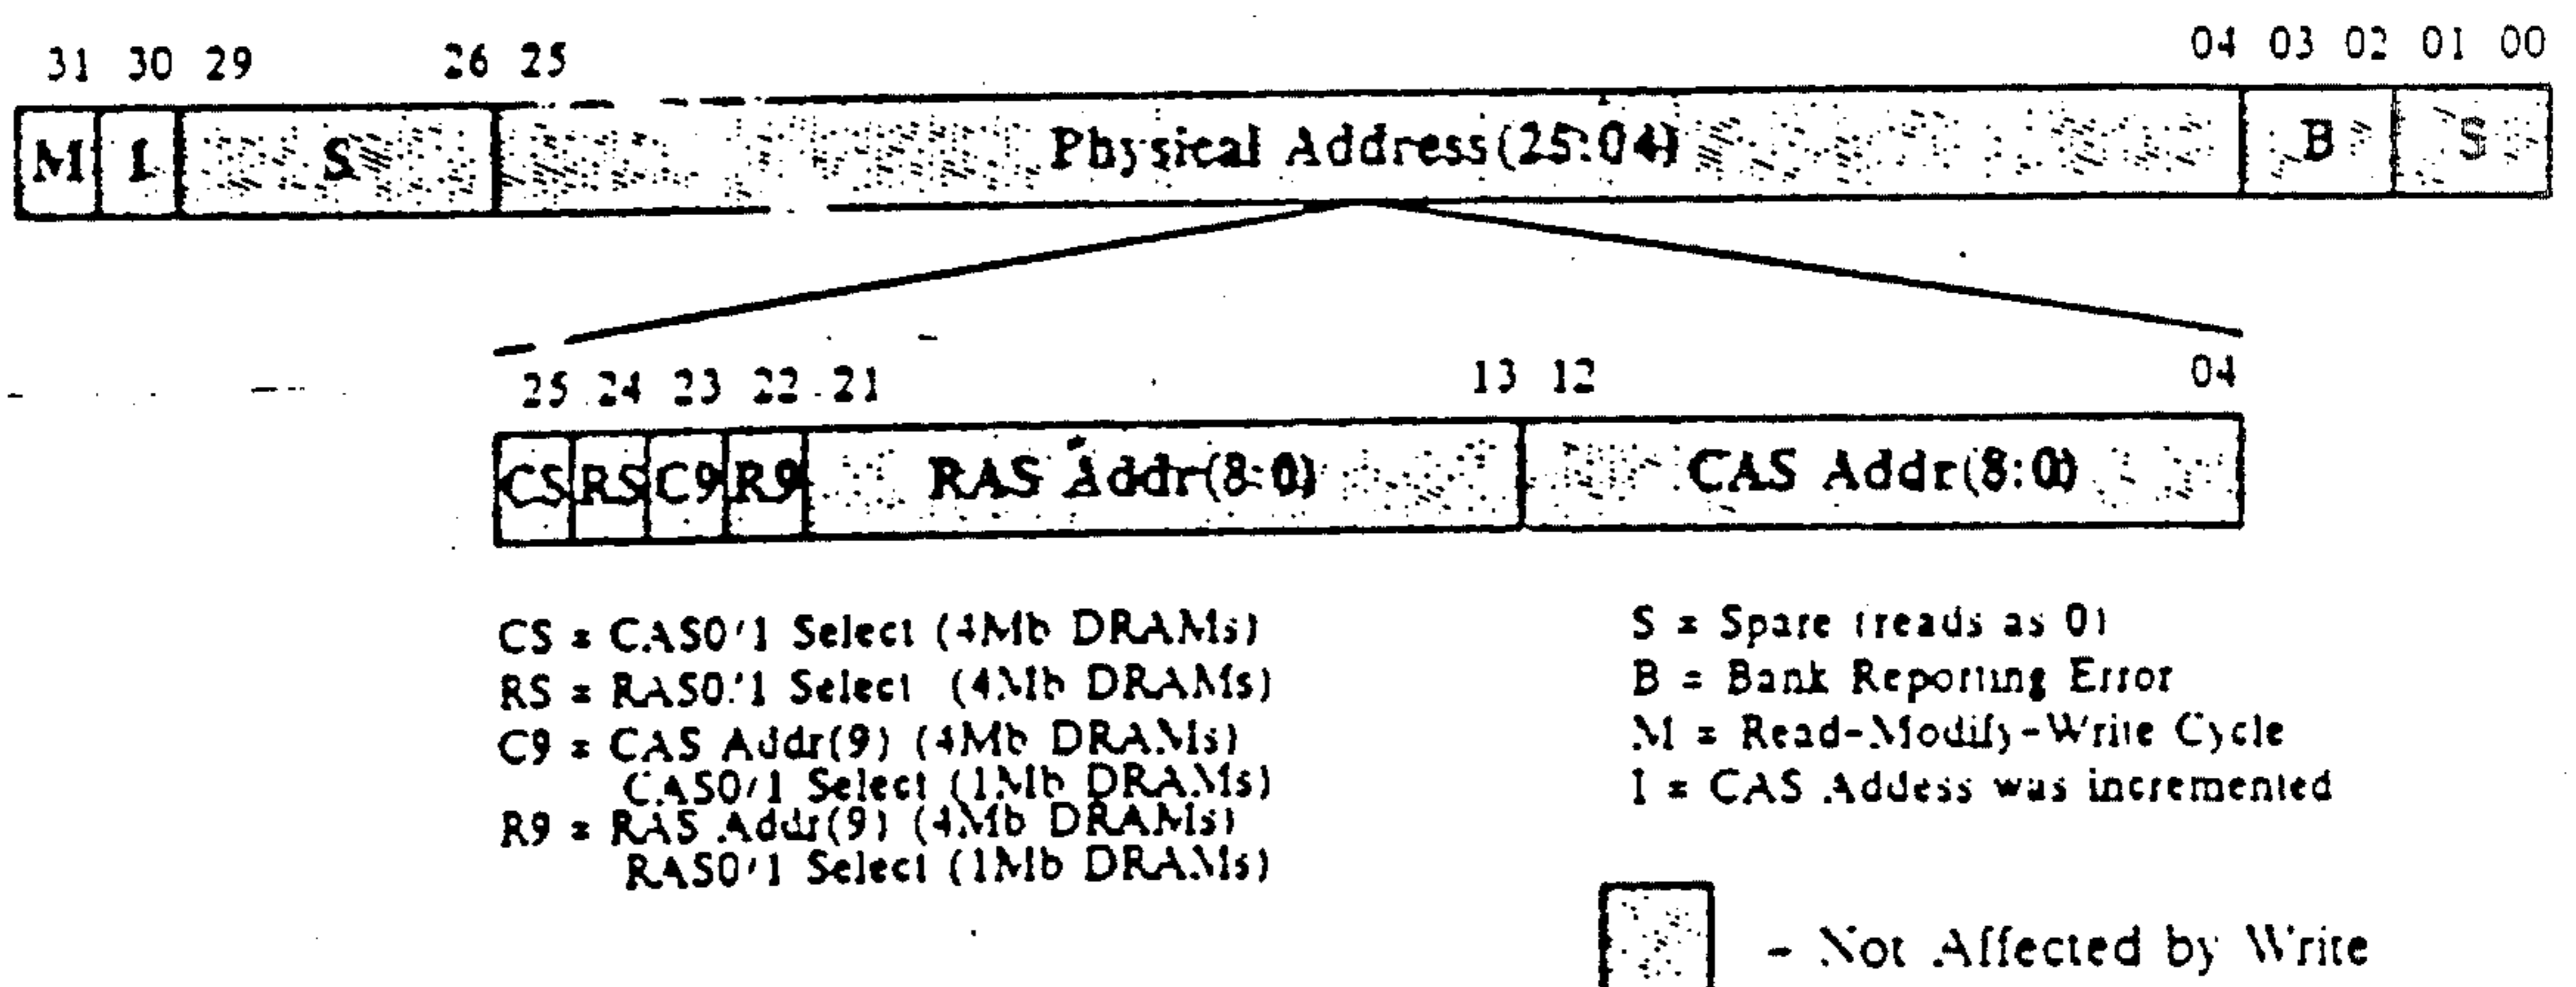 31 30 29 26 25 04 03 02 01 00
M I S Physical Address(25:04) B S
25 24 23 22 21 13 12 04
CS RS C9 R9 RAS Addr(8:0) CAS Addr(8:0)
CS = CAS0/1 Select (4Mb DRAMs)
RS = RAS0/1 Select (4Mb DRAMs)
C9 = CAS Addr(9) (4Mb DRAMs)
CAS0/1 Select (1Mb DRAMs)
R9 = RAS Addr(9) (4Mb DRAMs)
RAS0/1 Select (1Mb DRAMs)
S = Spare (reads as 0)
B = Bank Reporting Error
M = Read-Modify-Write Cycle
I = CAS Addess was incremented
- Not Affected by Write